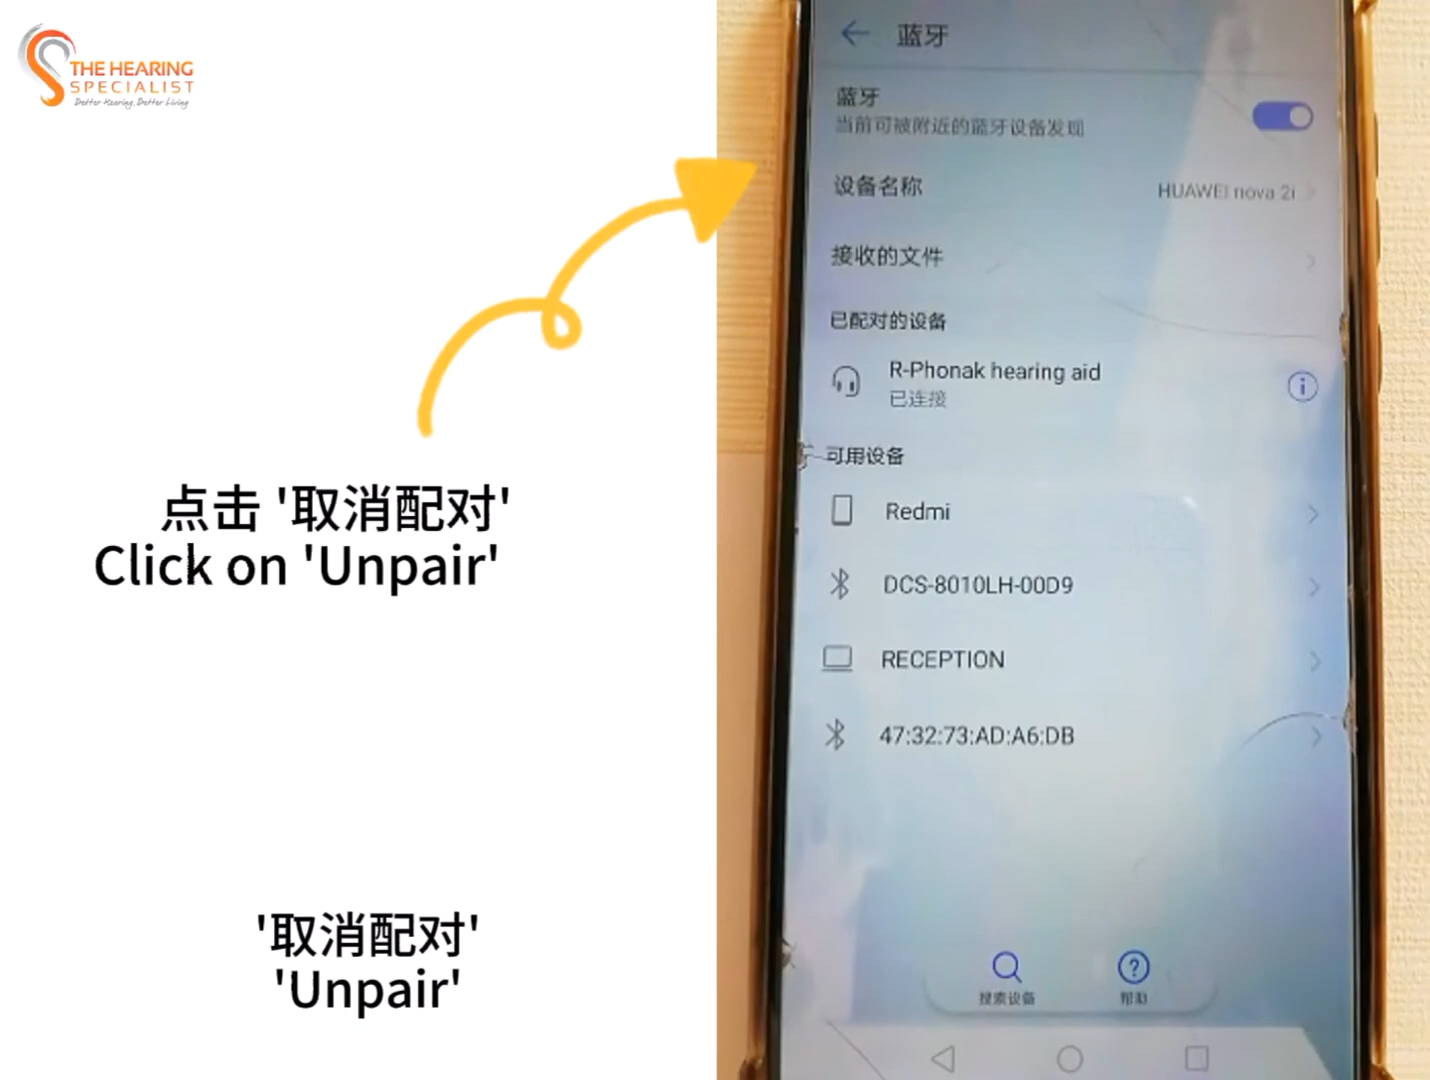 THE HEARING
SPECIALIST
Better Hearing, Better Living
点击 '取消配对'
Click on 'Unpair'
'取消配对'
'Unpair'
蓝牙
蓝牙
当前可被附近的蓝牙设备发现
设备名称
HUAWEI nova 2i
接收的文件
已配对的设备
R-Phonak hearing aid
已连接
可用设备
Redmi
DCS-8010LH-00D9
RECEPTION
47:32:73:AD:A6:DB
搜索设备
帮助